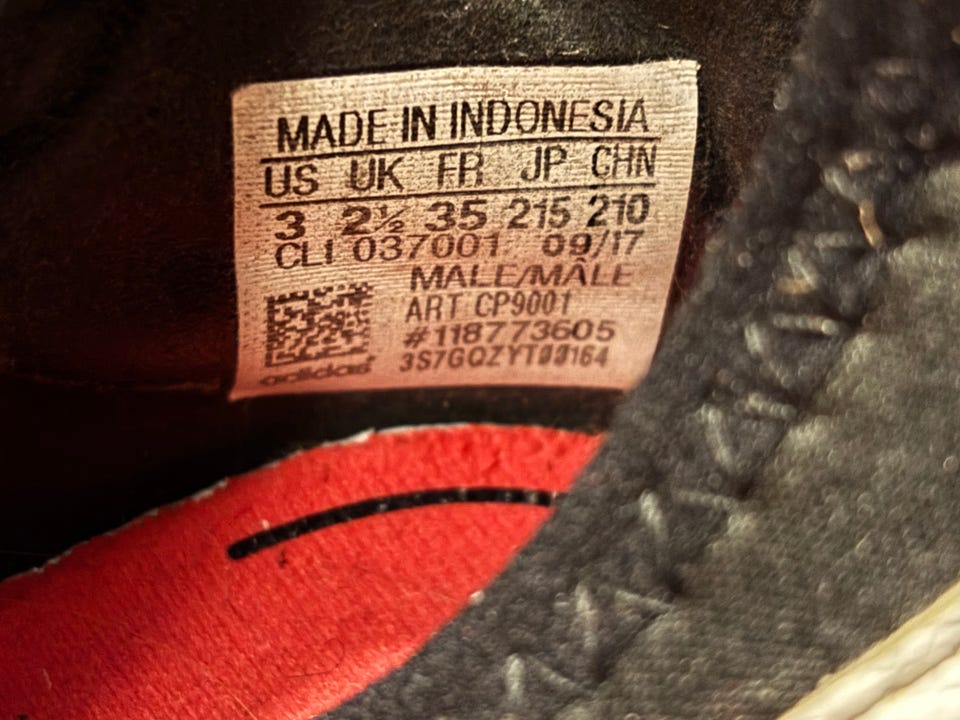 MADE IN INDONESIA
US UK FR JP CHN
3 2½ 35 215 210
CLI 037001 09/17
MALE/MÂLE
ART CP9001
#118773605
3S7GQZYT00164
adidas